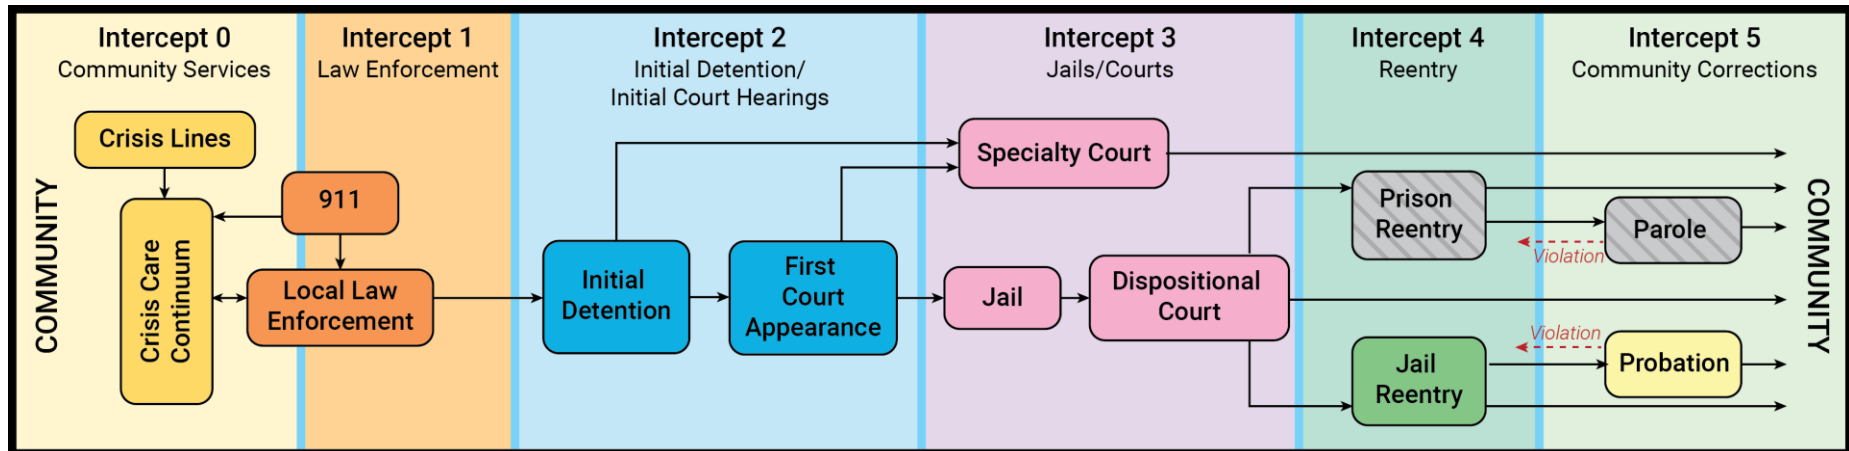 Intercept 0
Community Services
Intercept 1
Law Enforcement
Intercept 2
Initial Detention/
Initial Court Hearings
Intercept 3
Jails/Courts
Intercept 4
Reentry
Intercept 5
Community Corrections
COMMUNITY
Crisis Lines
Crisis Care
Continuum
911
Local Law
Enforcement
Initial
Detention
First
Court
Appearance
Specialty Court
Jail
Dispositional
Court
Prison
Reentry
Parole
Violation
Jail
Reentry
Violation
Probation
COMMUNITY